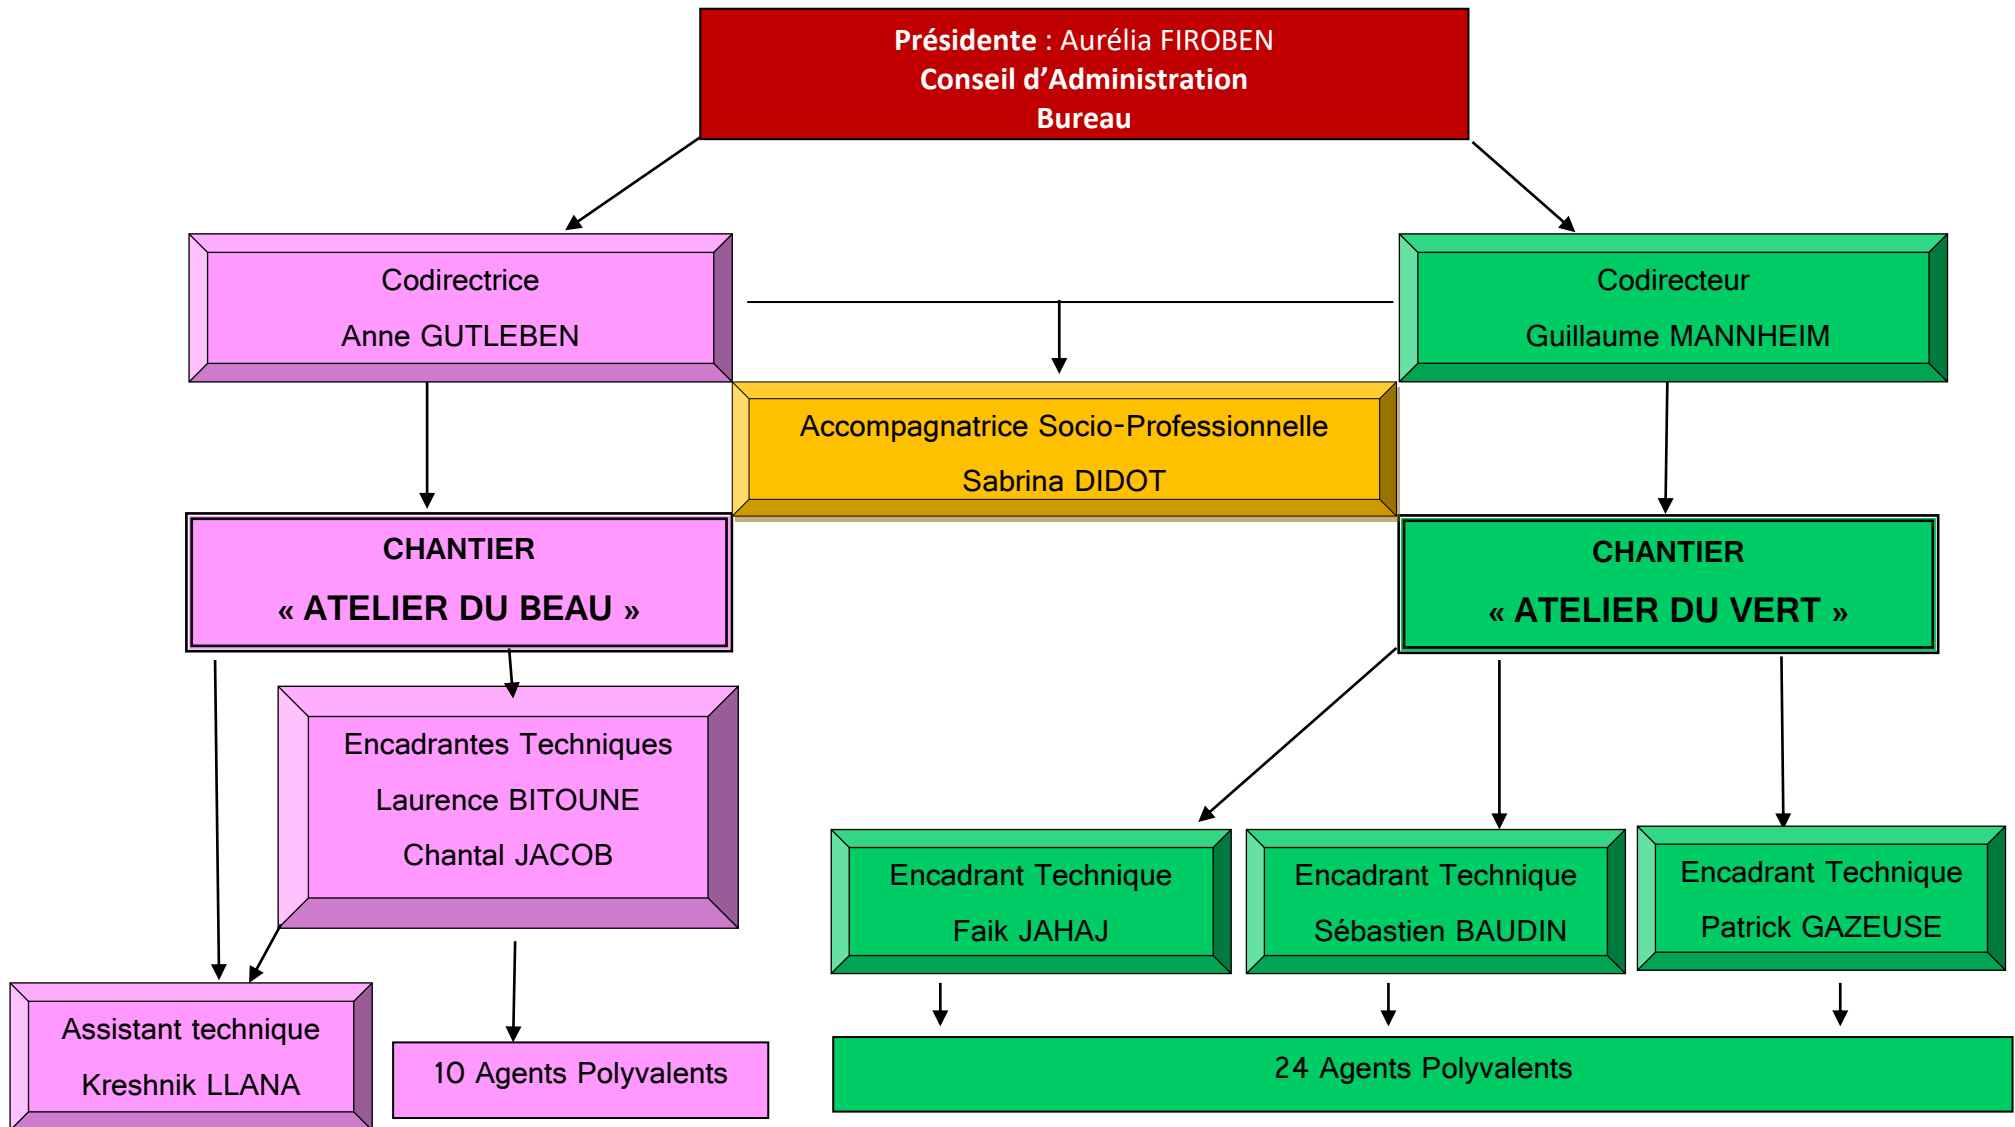 Présidente : Aurélia FIROBEN
Conseil d’Administration
Bureau
Codirectrice
Anne GUTLEBEN
Codirecteur
Guillaume MANNHEIM
Accompagnatrice Socio-Professionnelle
Sabrina DIDOT
CHANTIER
« ATELIER DU BEAU »
CHANTIER
« ATELIER DU VERT »
Encadrantes Techniques
Laurence BITOUNE
Chantal JACOB
Encadrant Technique
Faik JAHAJ
Encadrant Technique
Sébastien BAUDIN
Encadrant Technique
Patrick GAZEUSE
Assistant technique
Kreshnik LLANA
10 Agents Polyvalents
24 Agents Polyvalents